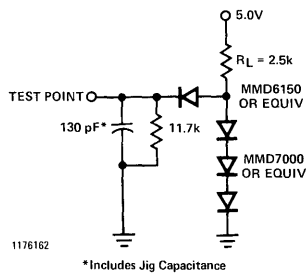 5.0V
R_L = 2.5k
TEST POINT
MMD6150
OR EQUIV
130 pF*
11.7k
MMD7000
OR EQUIV
1176162
*Includes Jig Capacitance